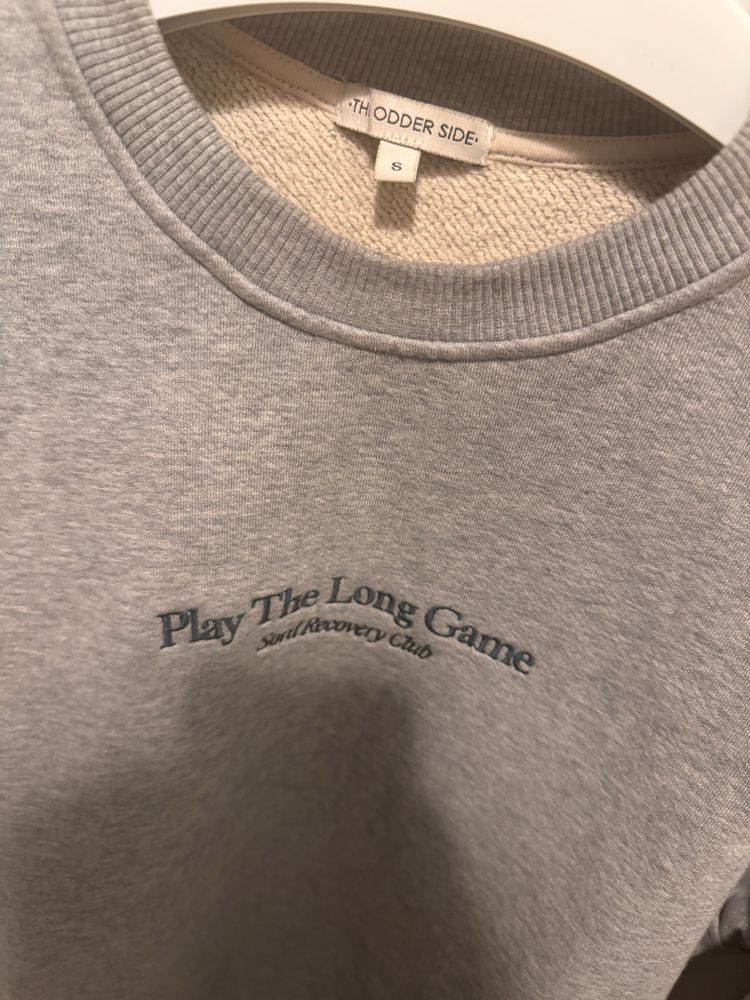 ·TH ODDER SIDE·
S
Play The Long Game
Soul Recovery Club